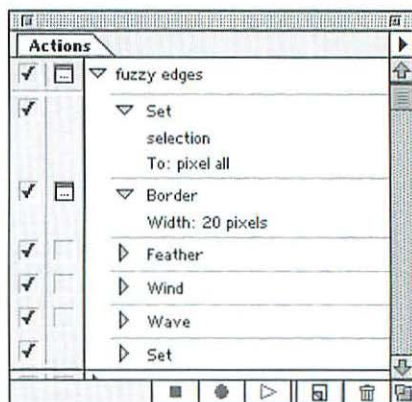 Actions
fuzzy edges
Set
selection
To: pixel all
Border
Width: 20 pixels
Feather
Wind
Wave
Set